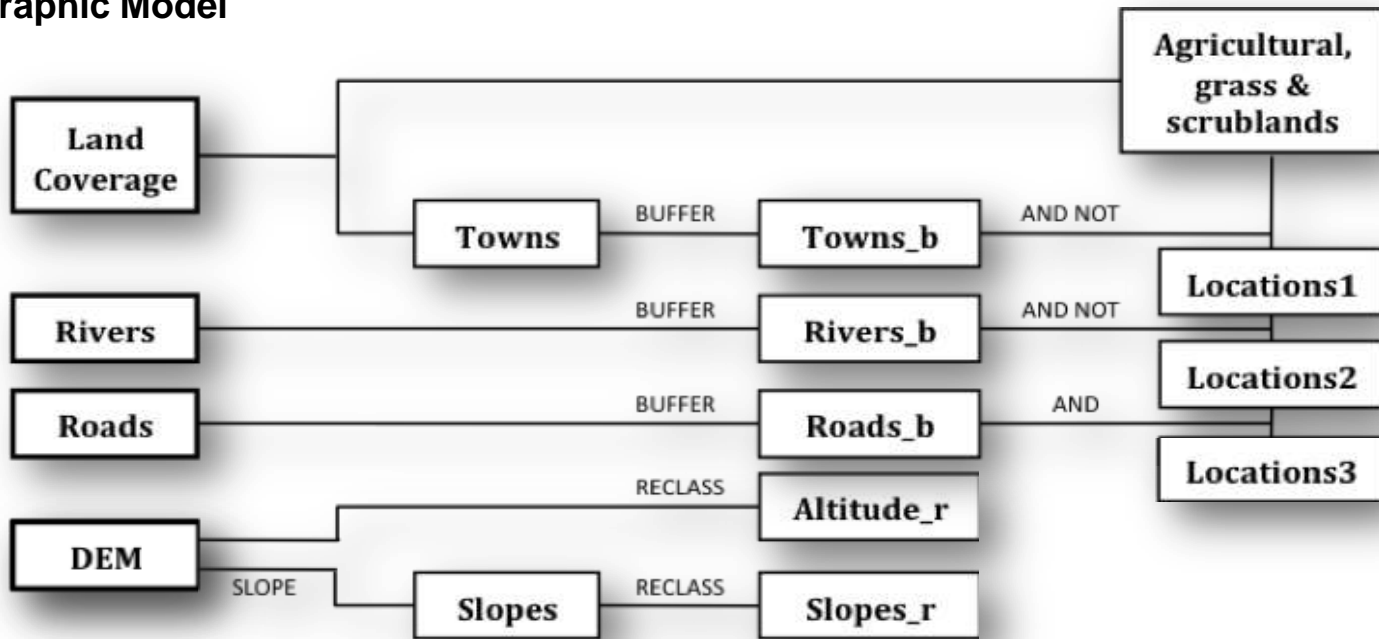 raphic Model
Agricultural,
grass &
scrublands
Land
Coverage
Towns
BUFFER
Towns_b
AND NOT
Locations1
Rivers
BUFFER
Rivers_b
AND NOT
Locations2
Roads
BUFFER
Roads_b
AND
Locations3
DEM
RECLASS
Altitude_r
SLOPE
Slopes
RECLASS
Slopes_r